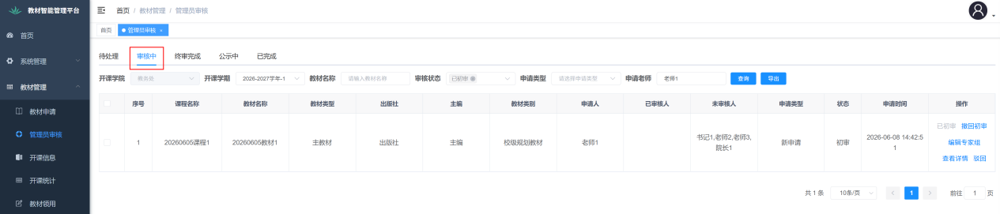 教材智能管理平台
首页 / 教材管理 / 管理员审核
首页
管理员审核 ×
首页
系统管理
教材管理
教材申请
管理员审核
开课信息
开课统计
教材领用
待处理 审核中 终审完成 公示中 已完成
开课学院 教务处 开课学期 2026-2027学年-1 教材名称 请输入教材名称 审核状态 已初审 申请类型 请选择申请类型 申请老师 老师1 查询 导出
序号 课程名称 教材名称 教材类型 出版社 主编 教材类别 申请人 已审核人 未审核人 申请类型 状态 申请时间 操作
1 20260605课程1 20260605教材1 主教材 出版社 主编 校级规划教材 老师1 书记1,老师2,老师3,院长1 新申请 初审 2026-06-08 14:42:51 已初审 撤回初审
编辑专家组
查看详情 驳回
共 1 条 10条/页 1 前往 1 页